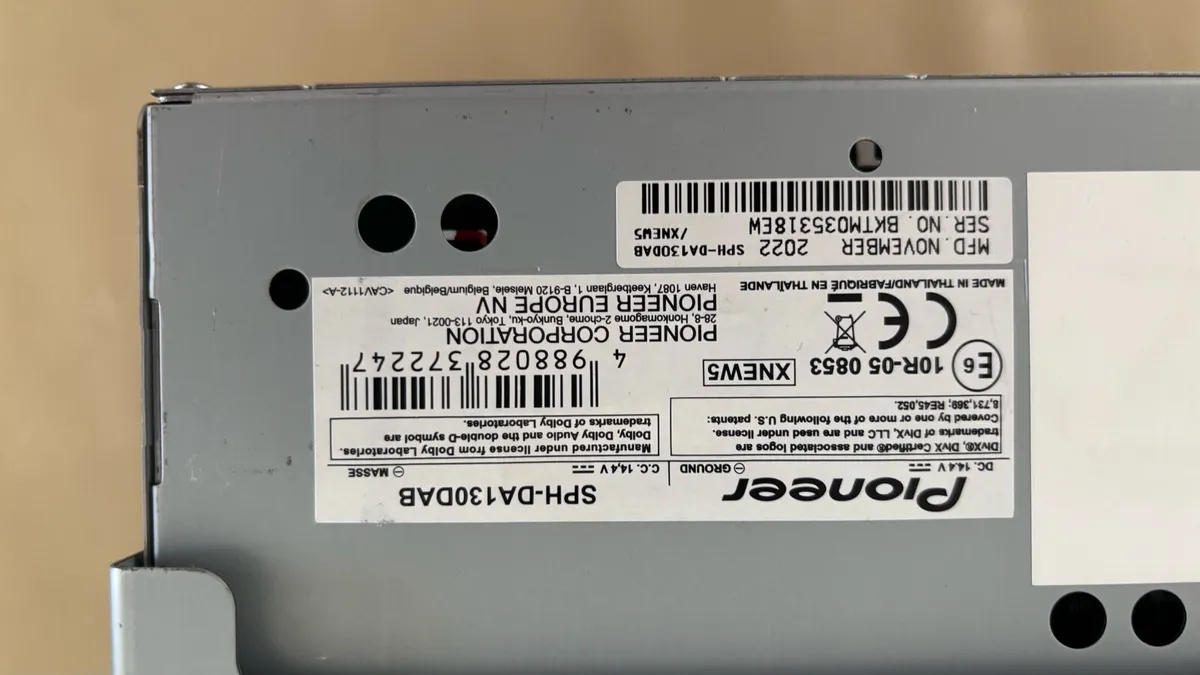 Pioneer
SPH-DA130DAB
DC. 14.4 V ⎓ ⊖ GROUND
C.C. 14,4 V ⎓ ⊖ MASSE
DivX®, DivX Certified® and associated logos are
trademarks of DivX, LLC and are used under license.
Covered by one or more of the following U.S. patents:
8,731,369; RE45,052.
Manufactured under license from Dolby Laboratories.
Dolby, Dolby Audio and the double-D symbol are
trademarks of Dolby Laboratories.
E6
10R-05 0853
XNEW5
CE
MADE IN THAILAND/FABRIQUÉ EN THAÏLANDE
4 988028 372247
PIONEER CORPORATION
28-8, Honkomagome 2-chome, Bunkyo-ku, Tokyo 113-0021, Japan
PIONEER EUROPE NV
Haven 1087, Keetberglaan 1, B-9120 Melsele, Belgium/Belgique
<CAV1112-A>
MFD. NOVEMBER 2022 SPH-DA130DAB
/XNEW5
SER. NO. BKTM035318EW